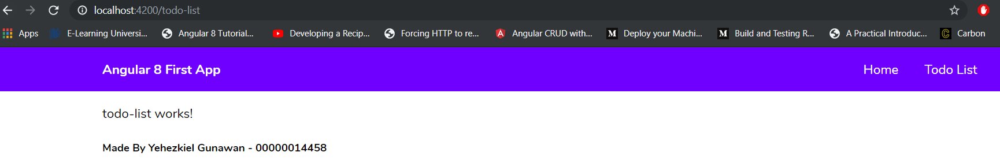 localhost:4200/todo-list
Apps E-Learning Universi... Angular 8 Tutorial... Developing a Recip... Forcing HTTP to re... Angular CRUD with... M Deploy your Machi... M Build and Testing R... A Practical Introduc... Carbon
Angular 8 First App Home Todo List
todo-list works!
Made By Yehezkiel Gunawan - 00000014458